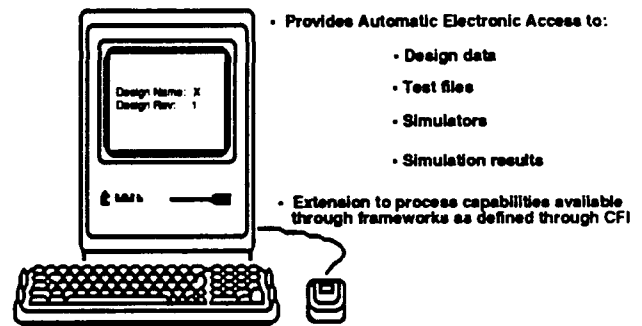 • Provides Automatic Electronic Access to:
• Design data
• Test files
• Simulators
• Simulation results
• Extension to process capabilities available
through frameworks as defined through CFI
Design Name: X
Design Rev: 1